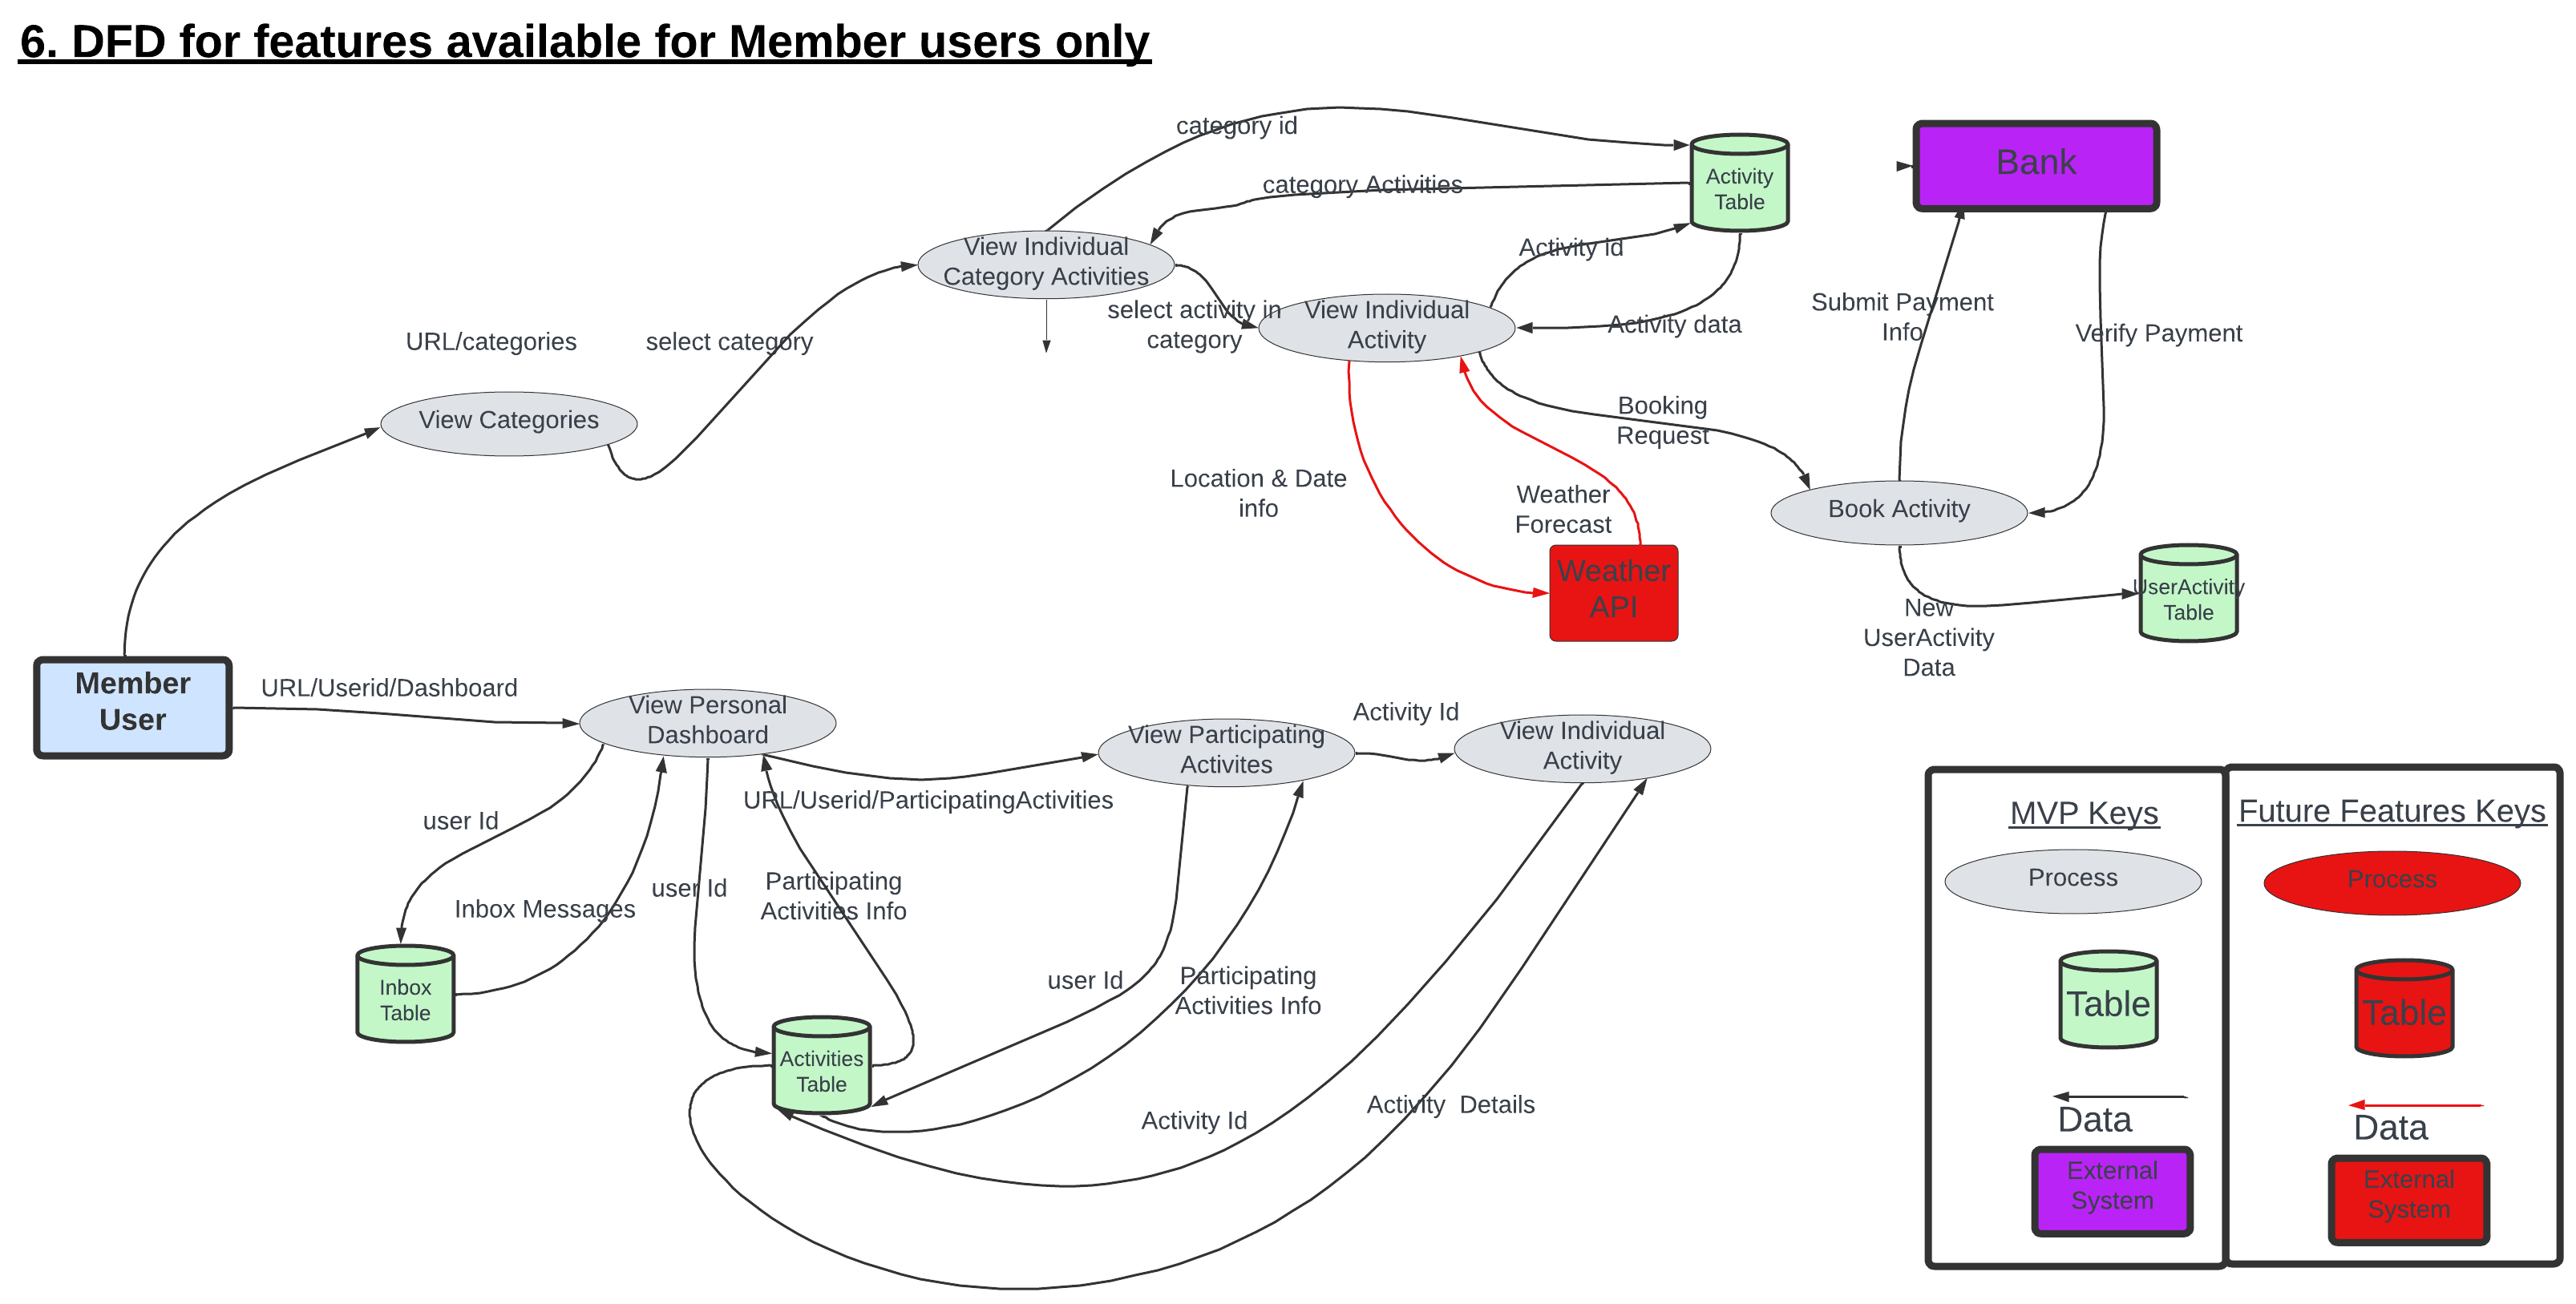 6. DFD for features available for Member users only
category id
category Activities
Activity
Table
Bank
View Individual
Category Activities
Activity id
select activity in
category
View Individual
Activity
Activity data
Submit Payment
Info
Verify Payment
URL/categories
select category
View Categories
Booking
Request
Location & Date
info
Weather
Forecast
Book Activity
Weather
API
UserActivity
Table
New
UserActivity
Data
Member
User
URL/Userid/Dashboard
View Personal
Dashboard
View Participating
Activites
Activity Id
View Individual
Activity
URL/Userid/ParticipatingActivities
user Id
Inbox Messages
user Id
Participating
Activities Info
Inbox
Table
user Id
Participating
Activities Info
Activities
Table
Activity Id
Activity  Details
MVP Keys
Process
Table
Data
External
System
Future Features Keys
Process
Table
Data
External
System